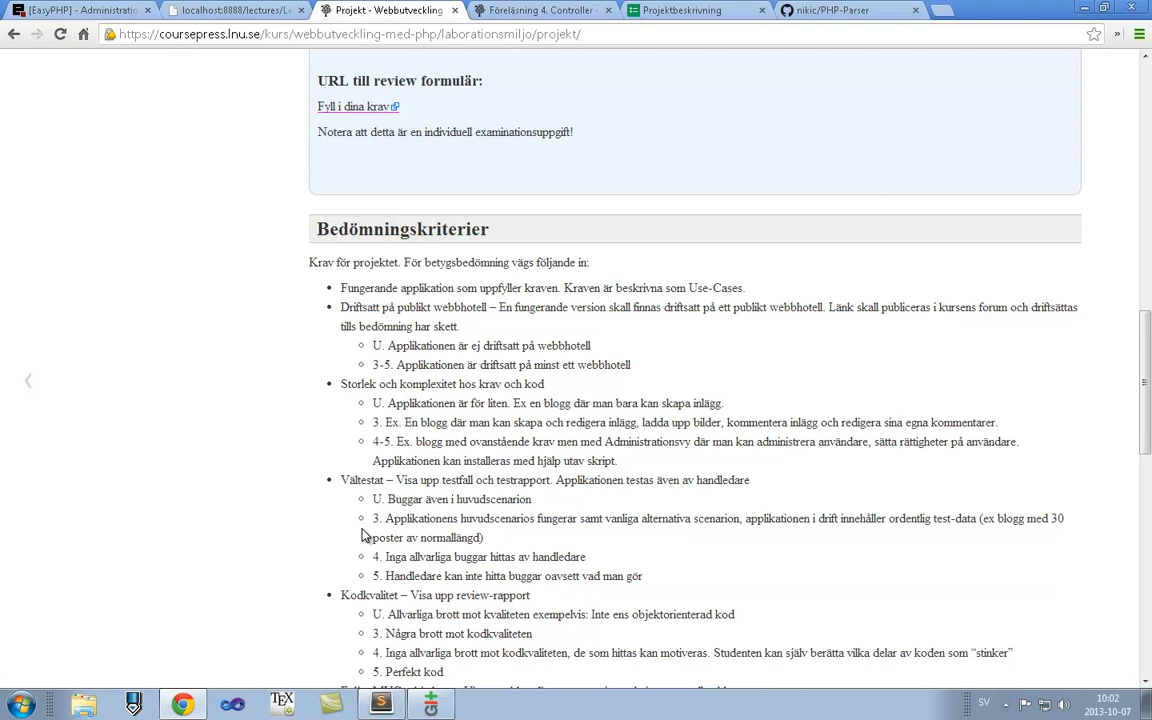 [EasyPHP] - Administratio
localhost:8888/lectures/Le
Projekt - Webbutveckling
Föreläsning 4. Controller -
Projektbeskrivning
nikic/PHP-Parser
https://coursepress.lnu.se/kurs/webbutveckling-med-php/laborationsmiljo/projekt/
URL till review formulär:
Fyll i dina krav
Notera att detta är en individuell examinationsuppgift!
Bedömningskriterier
Krav för projektet. För betygsbedömning vägs följande in:
Fungerande applikation som uppfyller kraven. Kraven är beskrivna som Use-Cases.
Driftsatt på publikt webbhotell – En fungerande version skall finnas driftsatt på ett publikt webbhotell. Länk skall publiceras i kursens forum och driftsättas
tills bedömning har skett.
U. Applikationen är ej driftsatt på webbhotell
3-5. Applikationen är driftsatt på minst ett webbhotell
Storlek och komplexitet hos krav och kod
U. Applikationen är för liten. Ex en blogg där man bara kan skapa inlägg.
3. Ex. En blogg där man kan skapa och redigera inlägg, ladda upp bilder, kommentera inlägg och redigera sina egna kommentarer.
4-5. Ex. blogg med ovanstående krav men med Administrationsvy där man kan administrera användare, sätta rättigheter på användare.
Applikationen kan installeras med hjälp utav skript.
Vältestat – Visa upp testfall och testrapport. Applikationen testas även av handledare
U. Buggar även i huvudscenarion
3. Applikationens huvudscenarios fungerar samt vanliga alternativa scenarion, applikationen i drift innehåller ordentlig test-data (ex blogg med 30
poster av normallängd)
4. Inga allvarliga buggar hittas av handledare
5. Handledare kan inte hitta buggar oavsett vad man gör
Kodkvalitet – Visa upp review-rapport
U. Allvarliga brott mot kvaliteten exempelvis: Inte ens objektorienterad kod
3. Några brott mot kodkvaliteten
4. Inga allvarliga brott mot kodkvaliteten, de som hittas kan motiveras. Studenten kan själv berätta vilka delar av koden som “stinker”
5. Perfekt kod
SV
10:02
2013-10-07